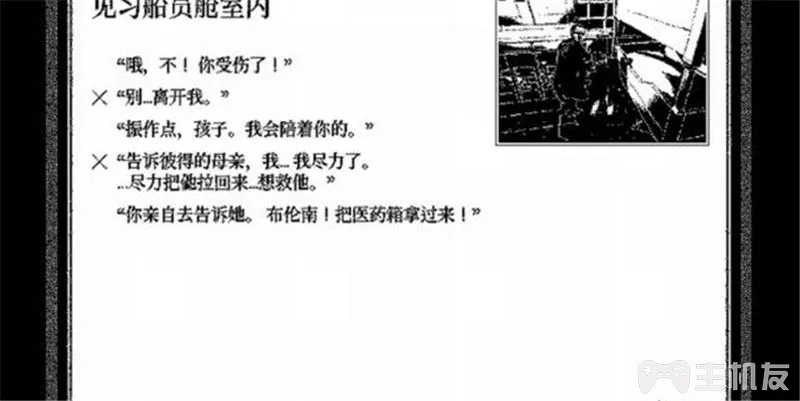 见习船员舱室内
“哦，不！你受伤了！”
“别...离开我。”
“振作点，孩子。我会陪着你的。”
“告诉彼得的母亲，我... 我尽力了。
...尽力把他拉回来...想救他。”
“你亲自去告诉她。 布伦南！把医药箱拿过来！”
主机友